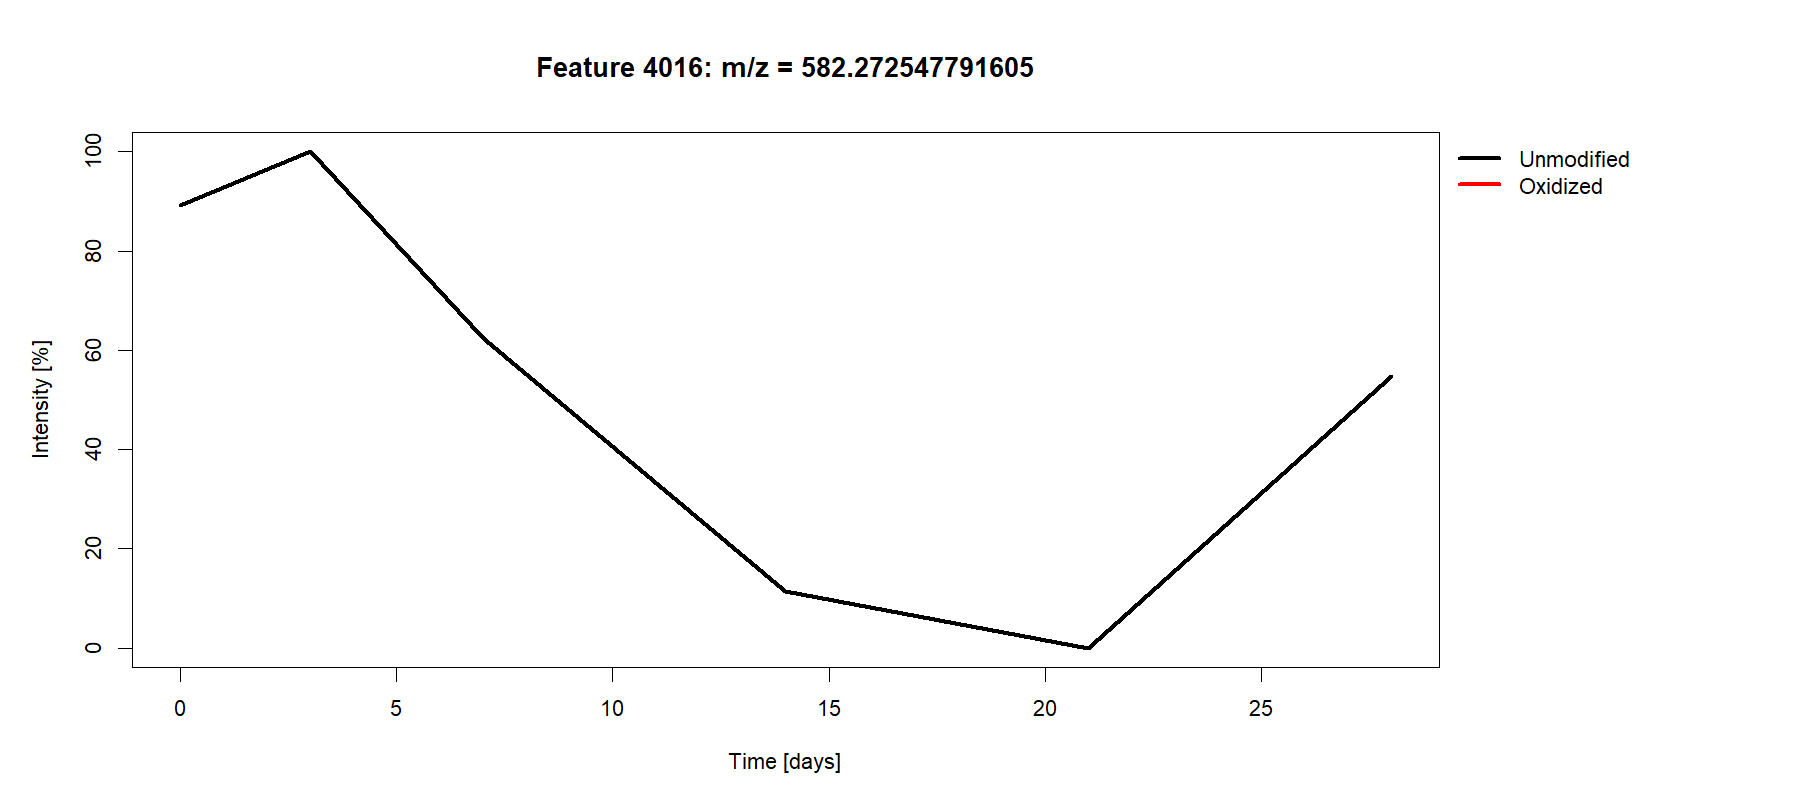 Feature 4016: m/z = 582.272547791605
Unmodified
Oxidized
Intensity [%]
100
80
60
40
20
0
0 5 10 15 20 25
Time [days]